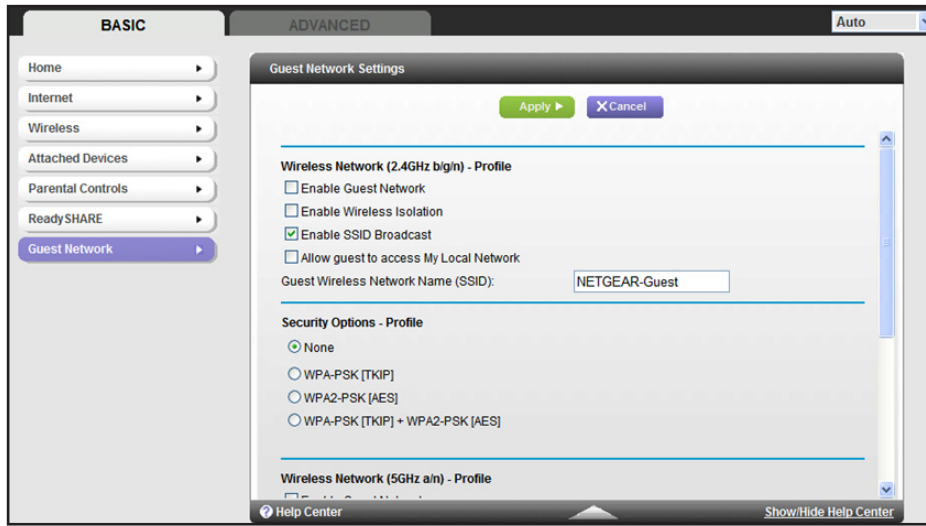 BASIC
ADVANCED
Auto
Home
Internet
Wireless
Attached Devices
Parental Controls
ReadySHARE
Guest Network
Guest Network Settings
Apply
Cancel
Wireless Network (2.4GHz b/g/n) - Profile
Enable Guest Network
Enable Wireless Isolation
Enable SSID Broadcast
Allow guest to access My Local Network
Guest Wireless Network Name (SSID): NETGEAR-Guest
Security Options - Profile
None
WPA-PSK [TKIP]
WPA2-PSK [AES]
WPA-PSK [TKIP] + WPA2-PSK [AES]
Wireless Network (5GHz a/n) - Profile
Help Center
Show/Hide Help Center